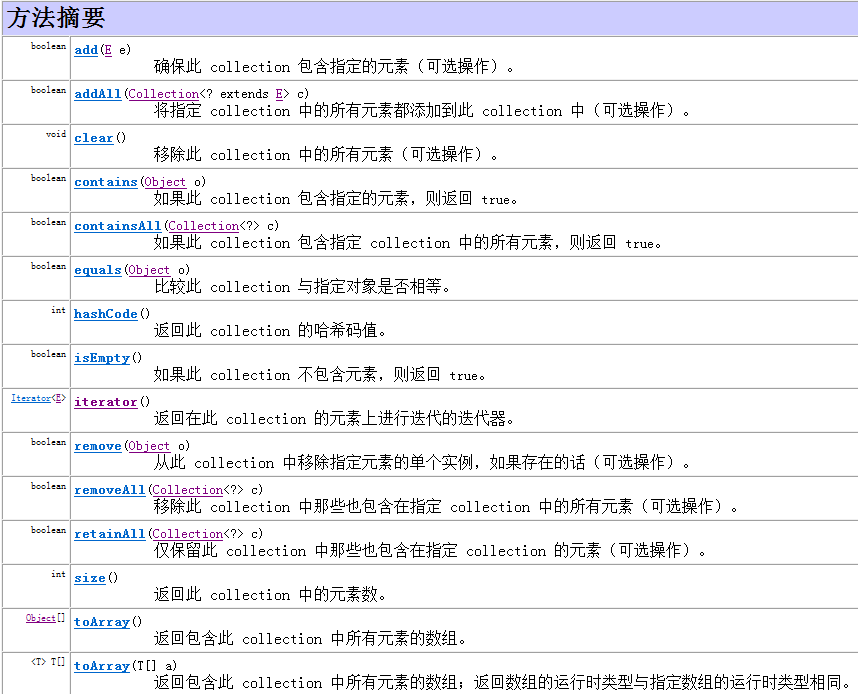 方法摘要
boolean add(E e)
确保此 collection 包含指定的元素（可选操作）。
boolean addAll(Collection<? extends E> c)
将指定 collection 中的所有元素都添加到此 collection 中（可选操作）。
void clear()
移除此 collection 中的所有元素（可选操作）。
boolean contains(Object o)
如果此 collection 包含指定的元素，则返回 true。
boolean containsAll(Collection<?> c)
如果此 collection 包含指定 collection 中的所有元素，则返回 true。
boolean equals(Object o)
比较此 collection 与指定对象是否相等。
int hashCode()
返回此 collection 的哈希码值。
boolean isEmpty()
如果此 collection 不包含元素，则返回 true。
Iterator<E> iterator()
返回在此 collection 的元素上进行迭代的迭代器。
boolean remove(Object o)
从此 collection 中移除指定元素的单个实例，如果存在的话（可选操作）。
boolean removeAll(Collection<?> c)
移除此 collection 中那些也包含在指定 collection 中的所有元素（可选操作）。
boolean retainAll(Collection<?> c)
仅保留此 collection 中那些也包含在指定 collection 的元素（可选操作）。
int size()
返回此 collection 中的元素数。
Object[] toArray()
返回包含此 collection 中所有元素的数组。
<T> T[] toArray(T[] a)
返回包含此 collection 中所有元素的数组；返回数组的运行时类型与指定数组的运行时类型相同。